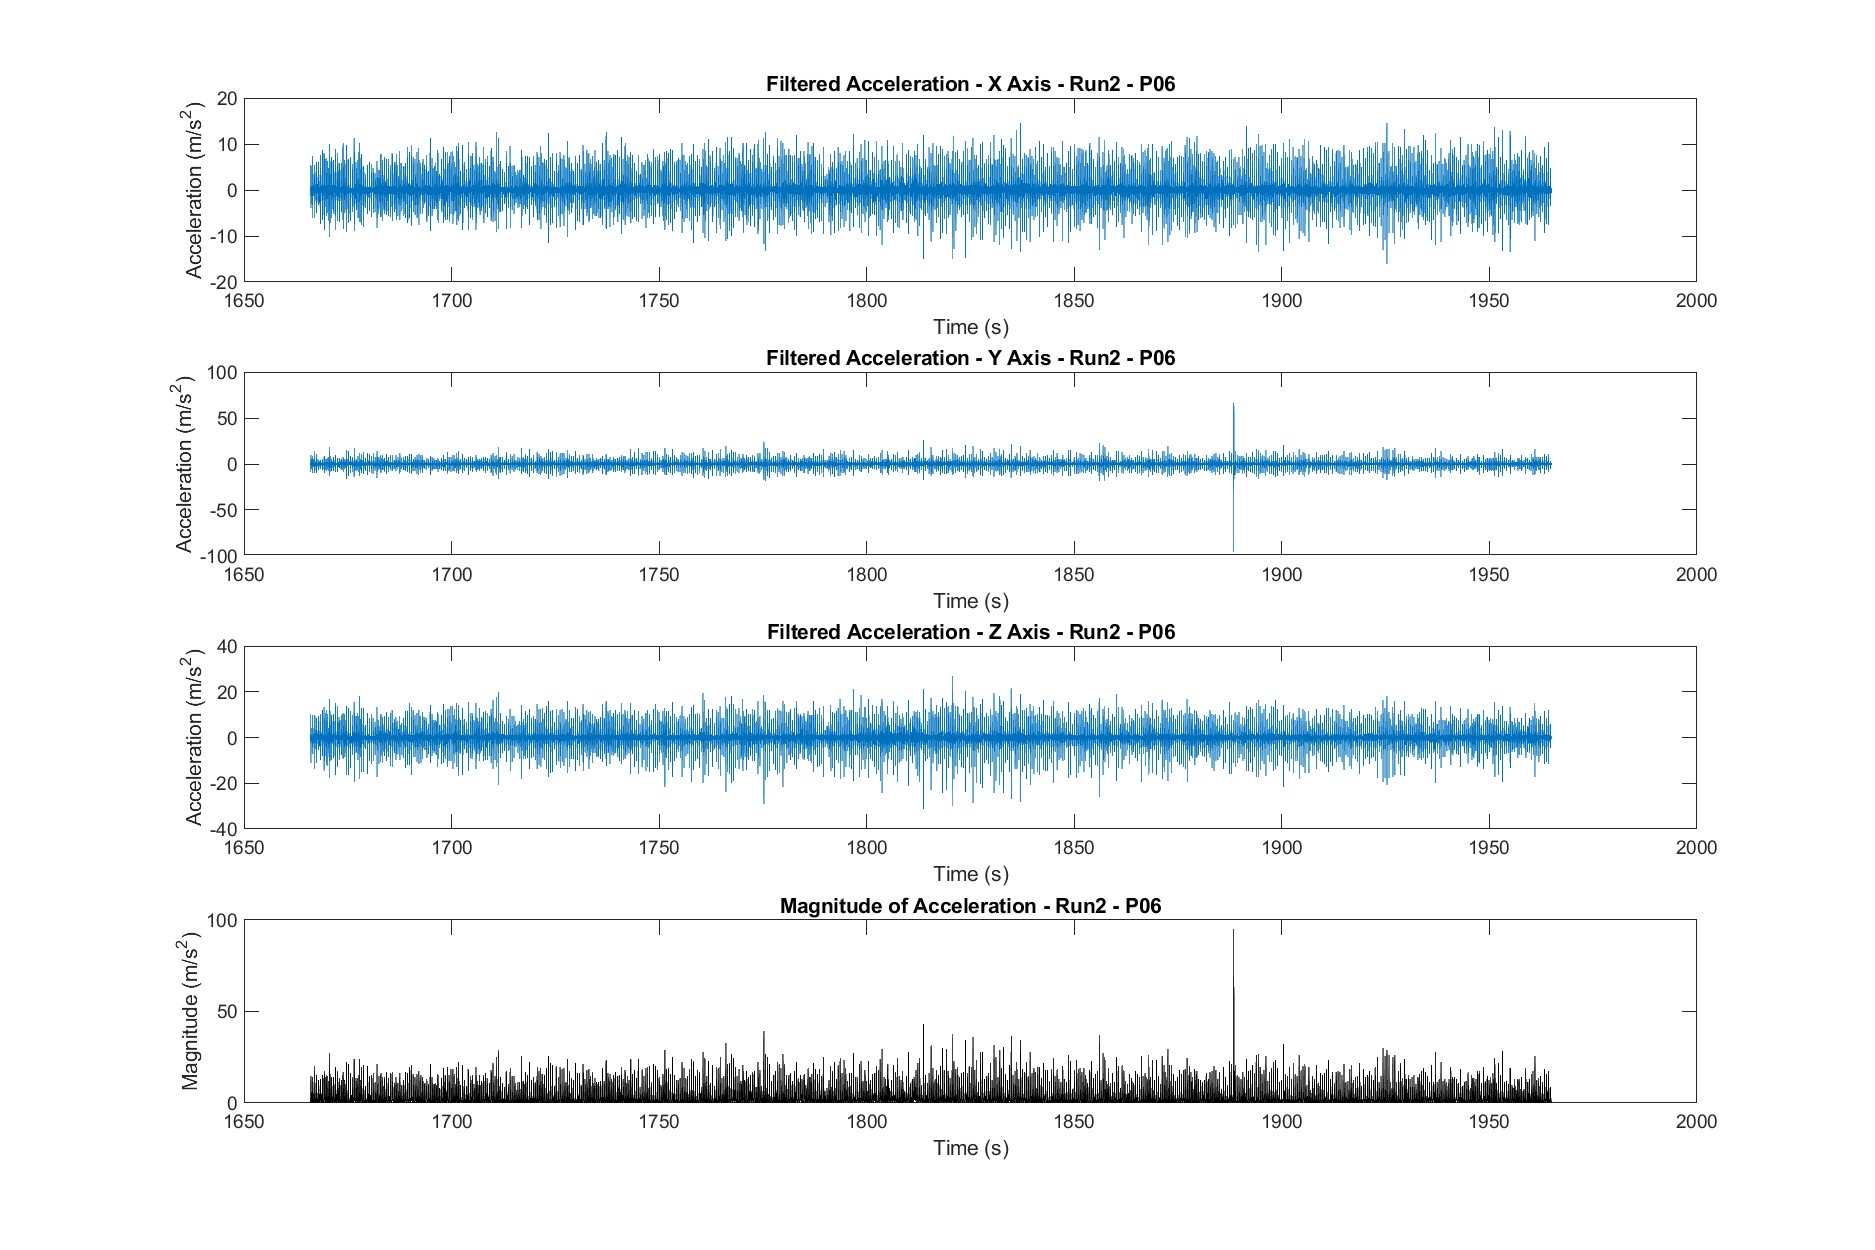 Filtered Acceleration - X Axis - Run2 - P06
20
10
0
-10
-20
Acceleration (m/s²)
1650 1700 1750 1800 1850 1900 1950 2000
Time (s)
Filtered Acceleration - Y Axis - Run2 - P06
100
50
0
-50
-100
Acceleration (m/s²)
1650 1700 1750 1800 1850 1900 1950 2000
Time (s)
Filtered Acceleration - Z Axis - Run2 - P06
40
20
0
-20
-40
Acceleration (m/s²)
1650 1700 1750 1800 1850 1900 1950 2000
Time (s)
Magnitude of Acceleration - Run2 - P06
100
50
0
Magnitude (m/s²)
1650 1700 1750 1800 1850 1900 1950 2000
Time (s)